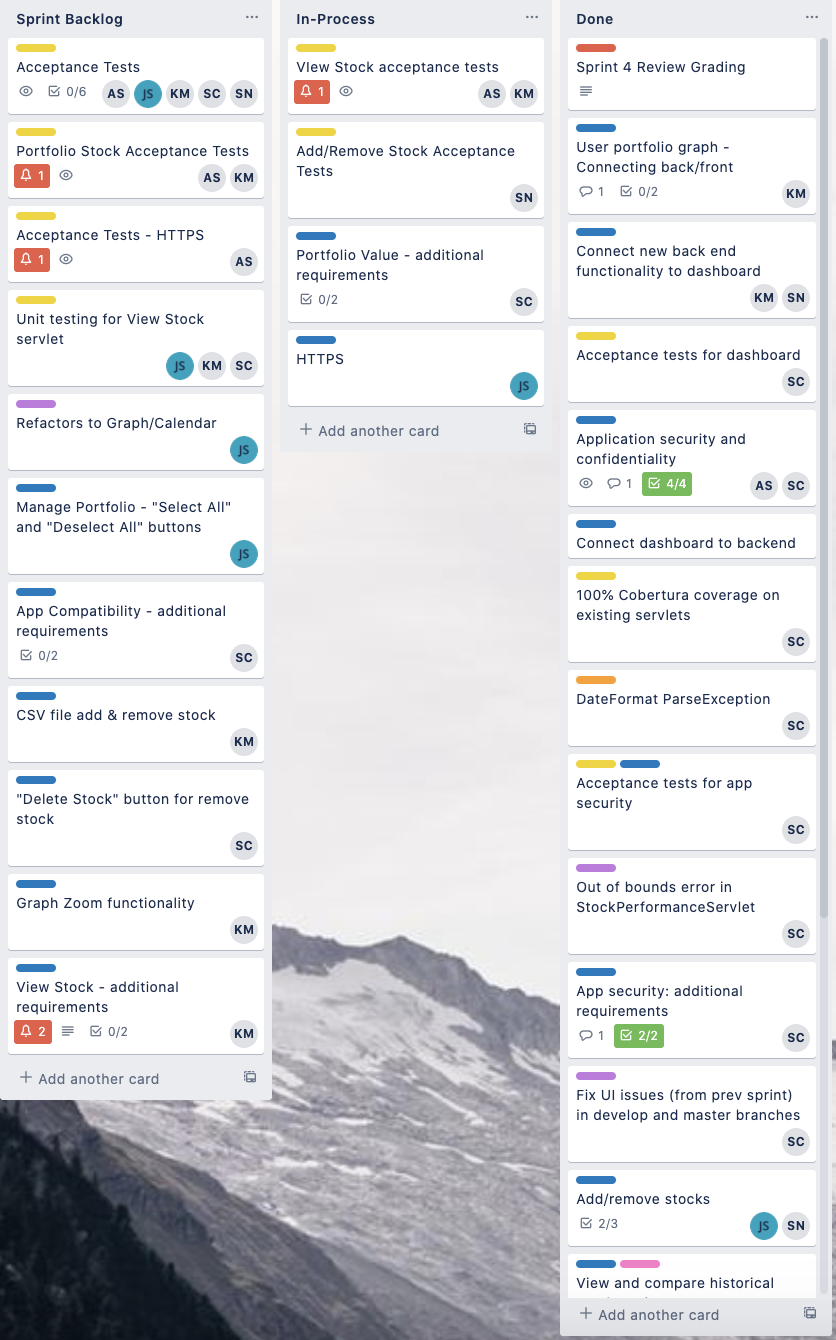 Sprint Backlog
Acceptance Tests
0/6 AS JS KM SC SN
Portfolio Stock Acceptance Tests
1 AS KM
Acceptance Tests - HTTPS
1 AS
Unit testing for View Stock
servlet
JS KM SC
Refactors to Graph/Calendar
JS
Manage Portfolio - "Select All"
and "Deselect All" buttons
JS
App Compatibility - additional
requirements
0/2 SC
CSV file add & remove stock
KM
"Delete Stock" button for remove
stock
SC
Graph Zoom functionality
KM
View Stock - additional
requirements
2 0/2 KM
+ Add another card
In-Process
VIew Stock acceptance tests
1 AS KM
Add/Remove Stock Acceptance
Tests
SN
Portfolio Value - additional
requirements
0/2 SC
HTTPS
JS
+ Add another card
Done
Sprint 4 Review Grading
User portfolio graph -
Connecting back/front
1 0/2 KM
Connect new back end
functionality to dashboard
KM SN
Acceptance tests for dashboard
SC
Application security and
confidentiality
1 4/4 AS SC
Connect dashboard to backend
100% Cobertura coverage on
existing servlets
SC
DateFormat ParseException
SC
Acceptance tests for app
security
SC
Out of bounds error in
StockPerformanceServlet
SC
App security: additional
requirements
1 2/2 SC
Fix UI issues (from prev sprint)
in develop and master branches
SC
Add/remove stocks
2/3 JS SN
View and compare historical
+ Add another card